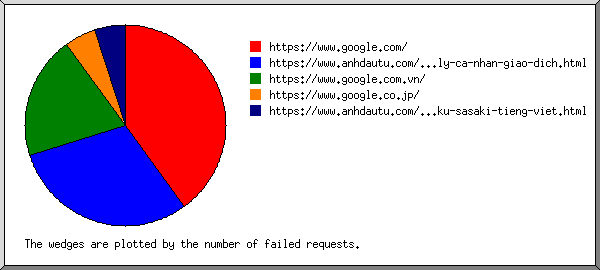 https://www.google.com/
https://www.anhdautu.com/...ly-ca-nhan-giao-dich.html
https://www.google.com.vn/
https://www.google.co.jp/
https://www.anhdautu.com/...ku-sasaki-tieng-viet.html
The wedges are plotted by the number of failed requests.